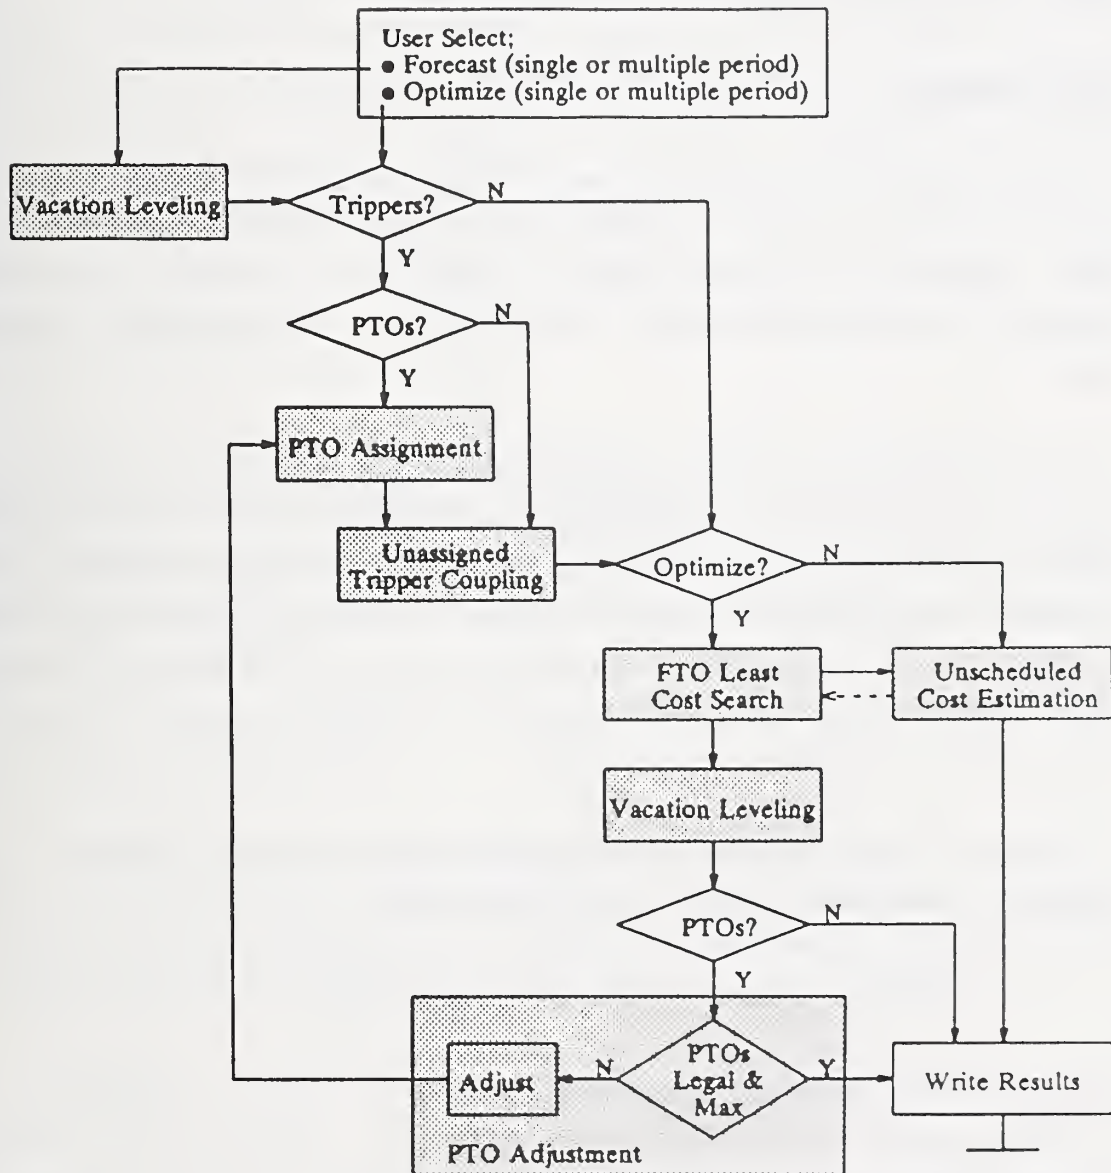 User Select;
● Forecast (single or multiple period)
● Optimize (single or multiple period)
Vacation Leveling
Trippers?
N
Y
PTOs?
N
Y
PTO Assignment
Unassigned
Tripper Coupling
Optimize?
N
Y
FTO Least
Cost Search
Unscheduled
Cost Estimation
Vacation Leveling
PTOs?
N
Y
Adjust
N
PTOs
Legal &
Max
Y
Write Results
PTO Adjustment